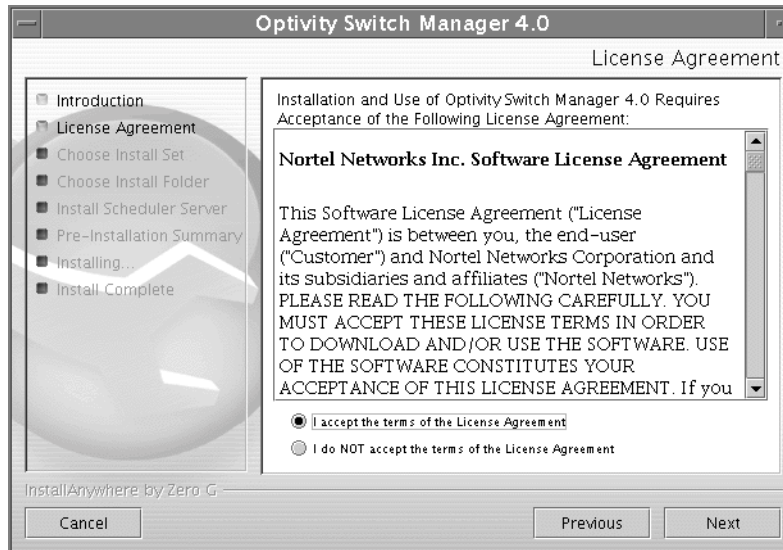 Optivity Switch Manager 4.0
License Agreement
Introduction
License Agreement
Choose Install Set
Choose Install Folder
Install Scheduler Server
Pre-Installation Summary
Installing...
Install Complete
Installation and Use of Optivity Switch Manager 4.0 Requires
Acceptance of the Following License Agreement:
Nortel Networks Inc. Software License Agreement
This Software License Agreement ("License
Agreement") is between you, the end-user
("Customer") and Nortel Networks Corporation and
its subsidiaries and affiliates ("Nortel Networks").
PLEASE READ THE FOLLOWING CAREFULLY. YOU
MUST ACCEPT THESE LICENSE TERMS IN ORDER
TO DOWNLOAD AND/OR USE THE SOFTWARE. USE
OF THE SOFTWARE CONSTITUTES YOUR
ACCEPTANCE OF THIS LICENSE AGREEMENT. If you
I accept the terms of the License Agreement
I do NOT accept the terms of the License Agreement
InstallAnywhere by Zero G
Cancel
Previous
Next